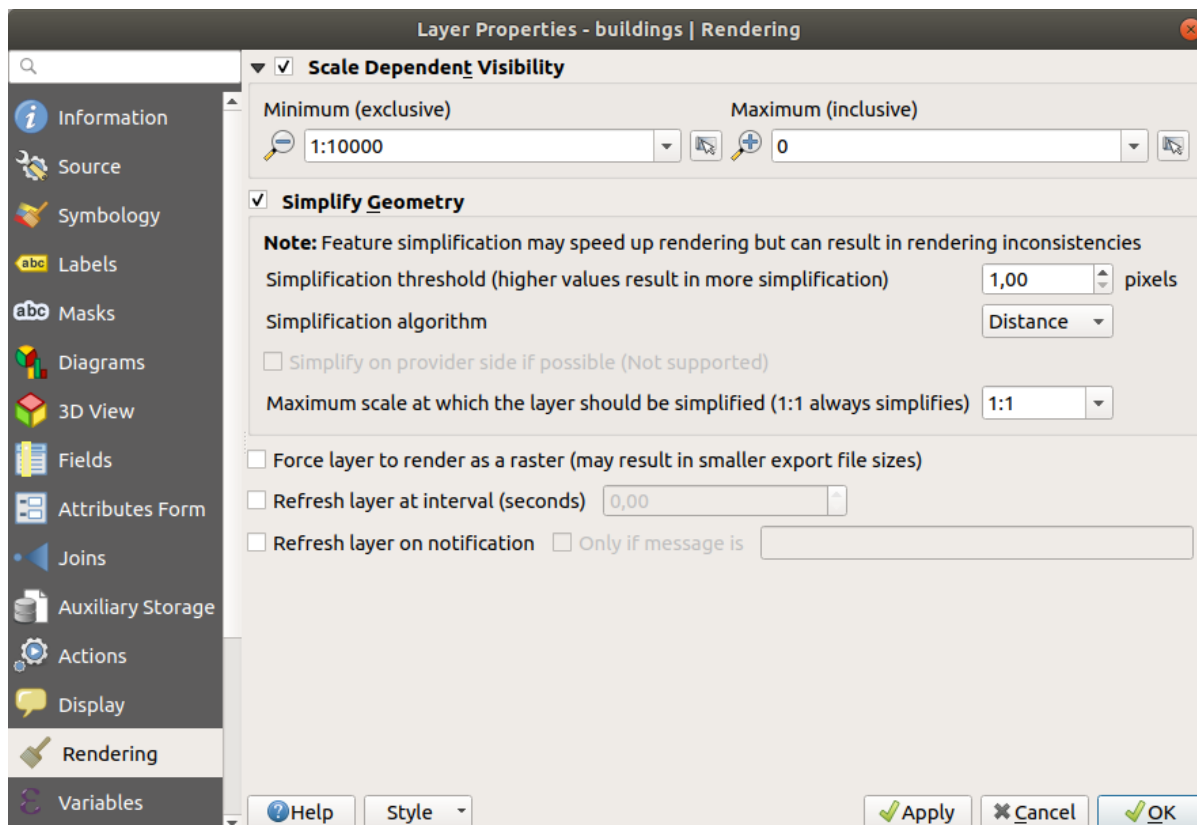 Layer Properties - buildings | Rendering
Information
Source
Symbology
abc Labels
abc Masks
Diagrams
3D View
Fields
Attributes Form
Joins
Auxiliary Storage
Actions
Display
Rendering
Variables
Scale Dependent Visibility
Minimum (exclusive) Maximum (inclusive)
1:10000 0
Simplify Geometry
Note: Feature simplification may speed up rendering but can result in rendering inconsistencies
Simplification threshold (higher values result in more simplification) 1,00 pixels
Simplification algorithm Distance
Simplify on provider side if possible (Not supported)
Maximum scale at which the layer should be simplified (1:1 always simplifies) 1:1
Force layer to render as a raster (may result in smaller export file sizes)
Refresh layer at interval (seconds) 0,00
Refresh layer on notification Only if message is
Help Style Apply Cancel OK